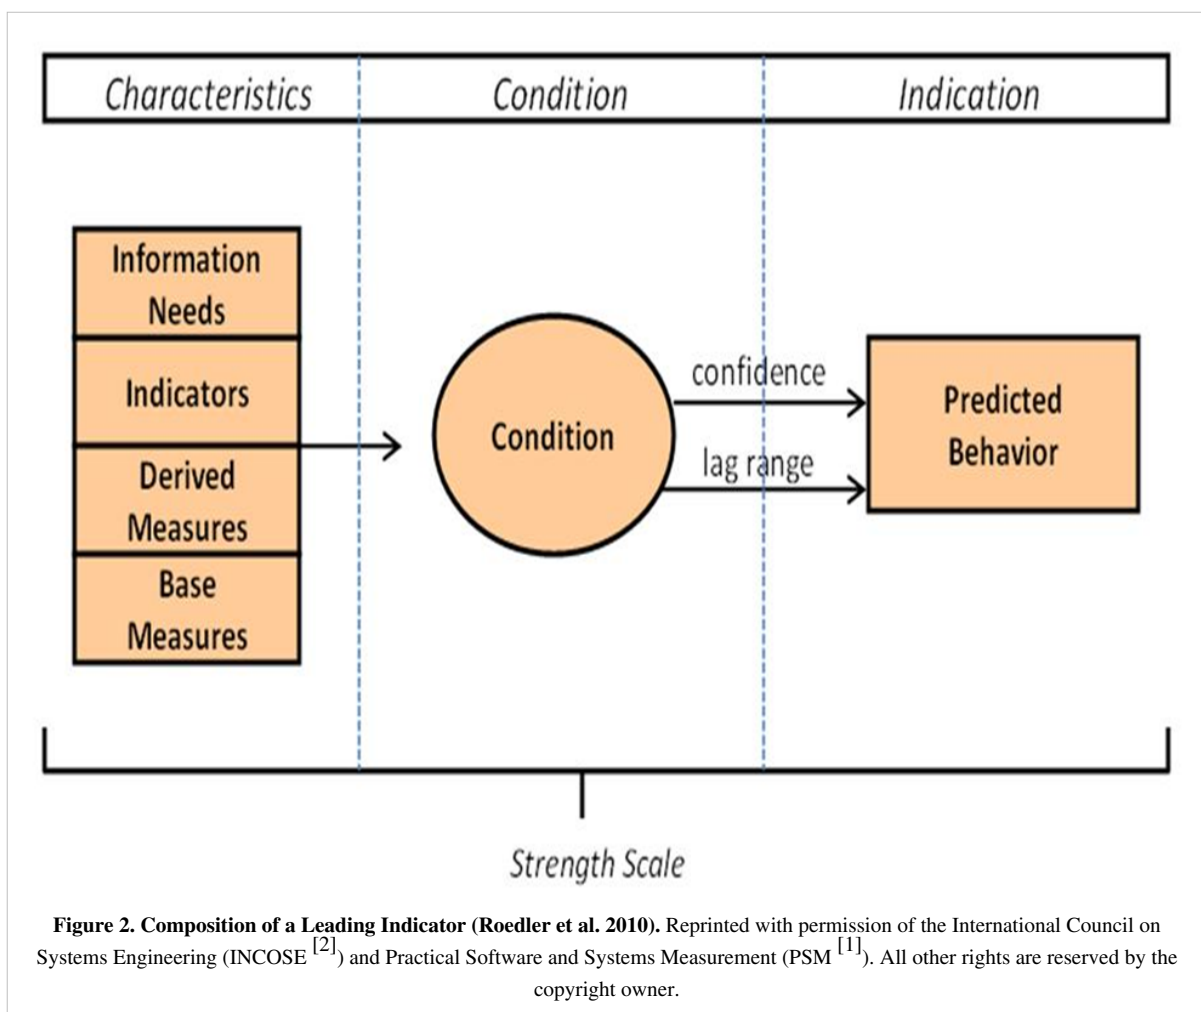 Characteristics Condition Indication
Information
Needs
Indicators
Derived
Measures
Base
Measures
Condition
confidence
lag range
Predicted
Behavior
Strength Scale
Figure 2. Composition of a Leading Indicator (Roedler et al. 2010). Reprinted with permission of the International Council on
Systems Engineering (INCOSE [2]) and Practical Software and Systems Measurement (PSM [1]). All other rights are reserved by the
copyright owner.